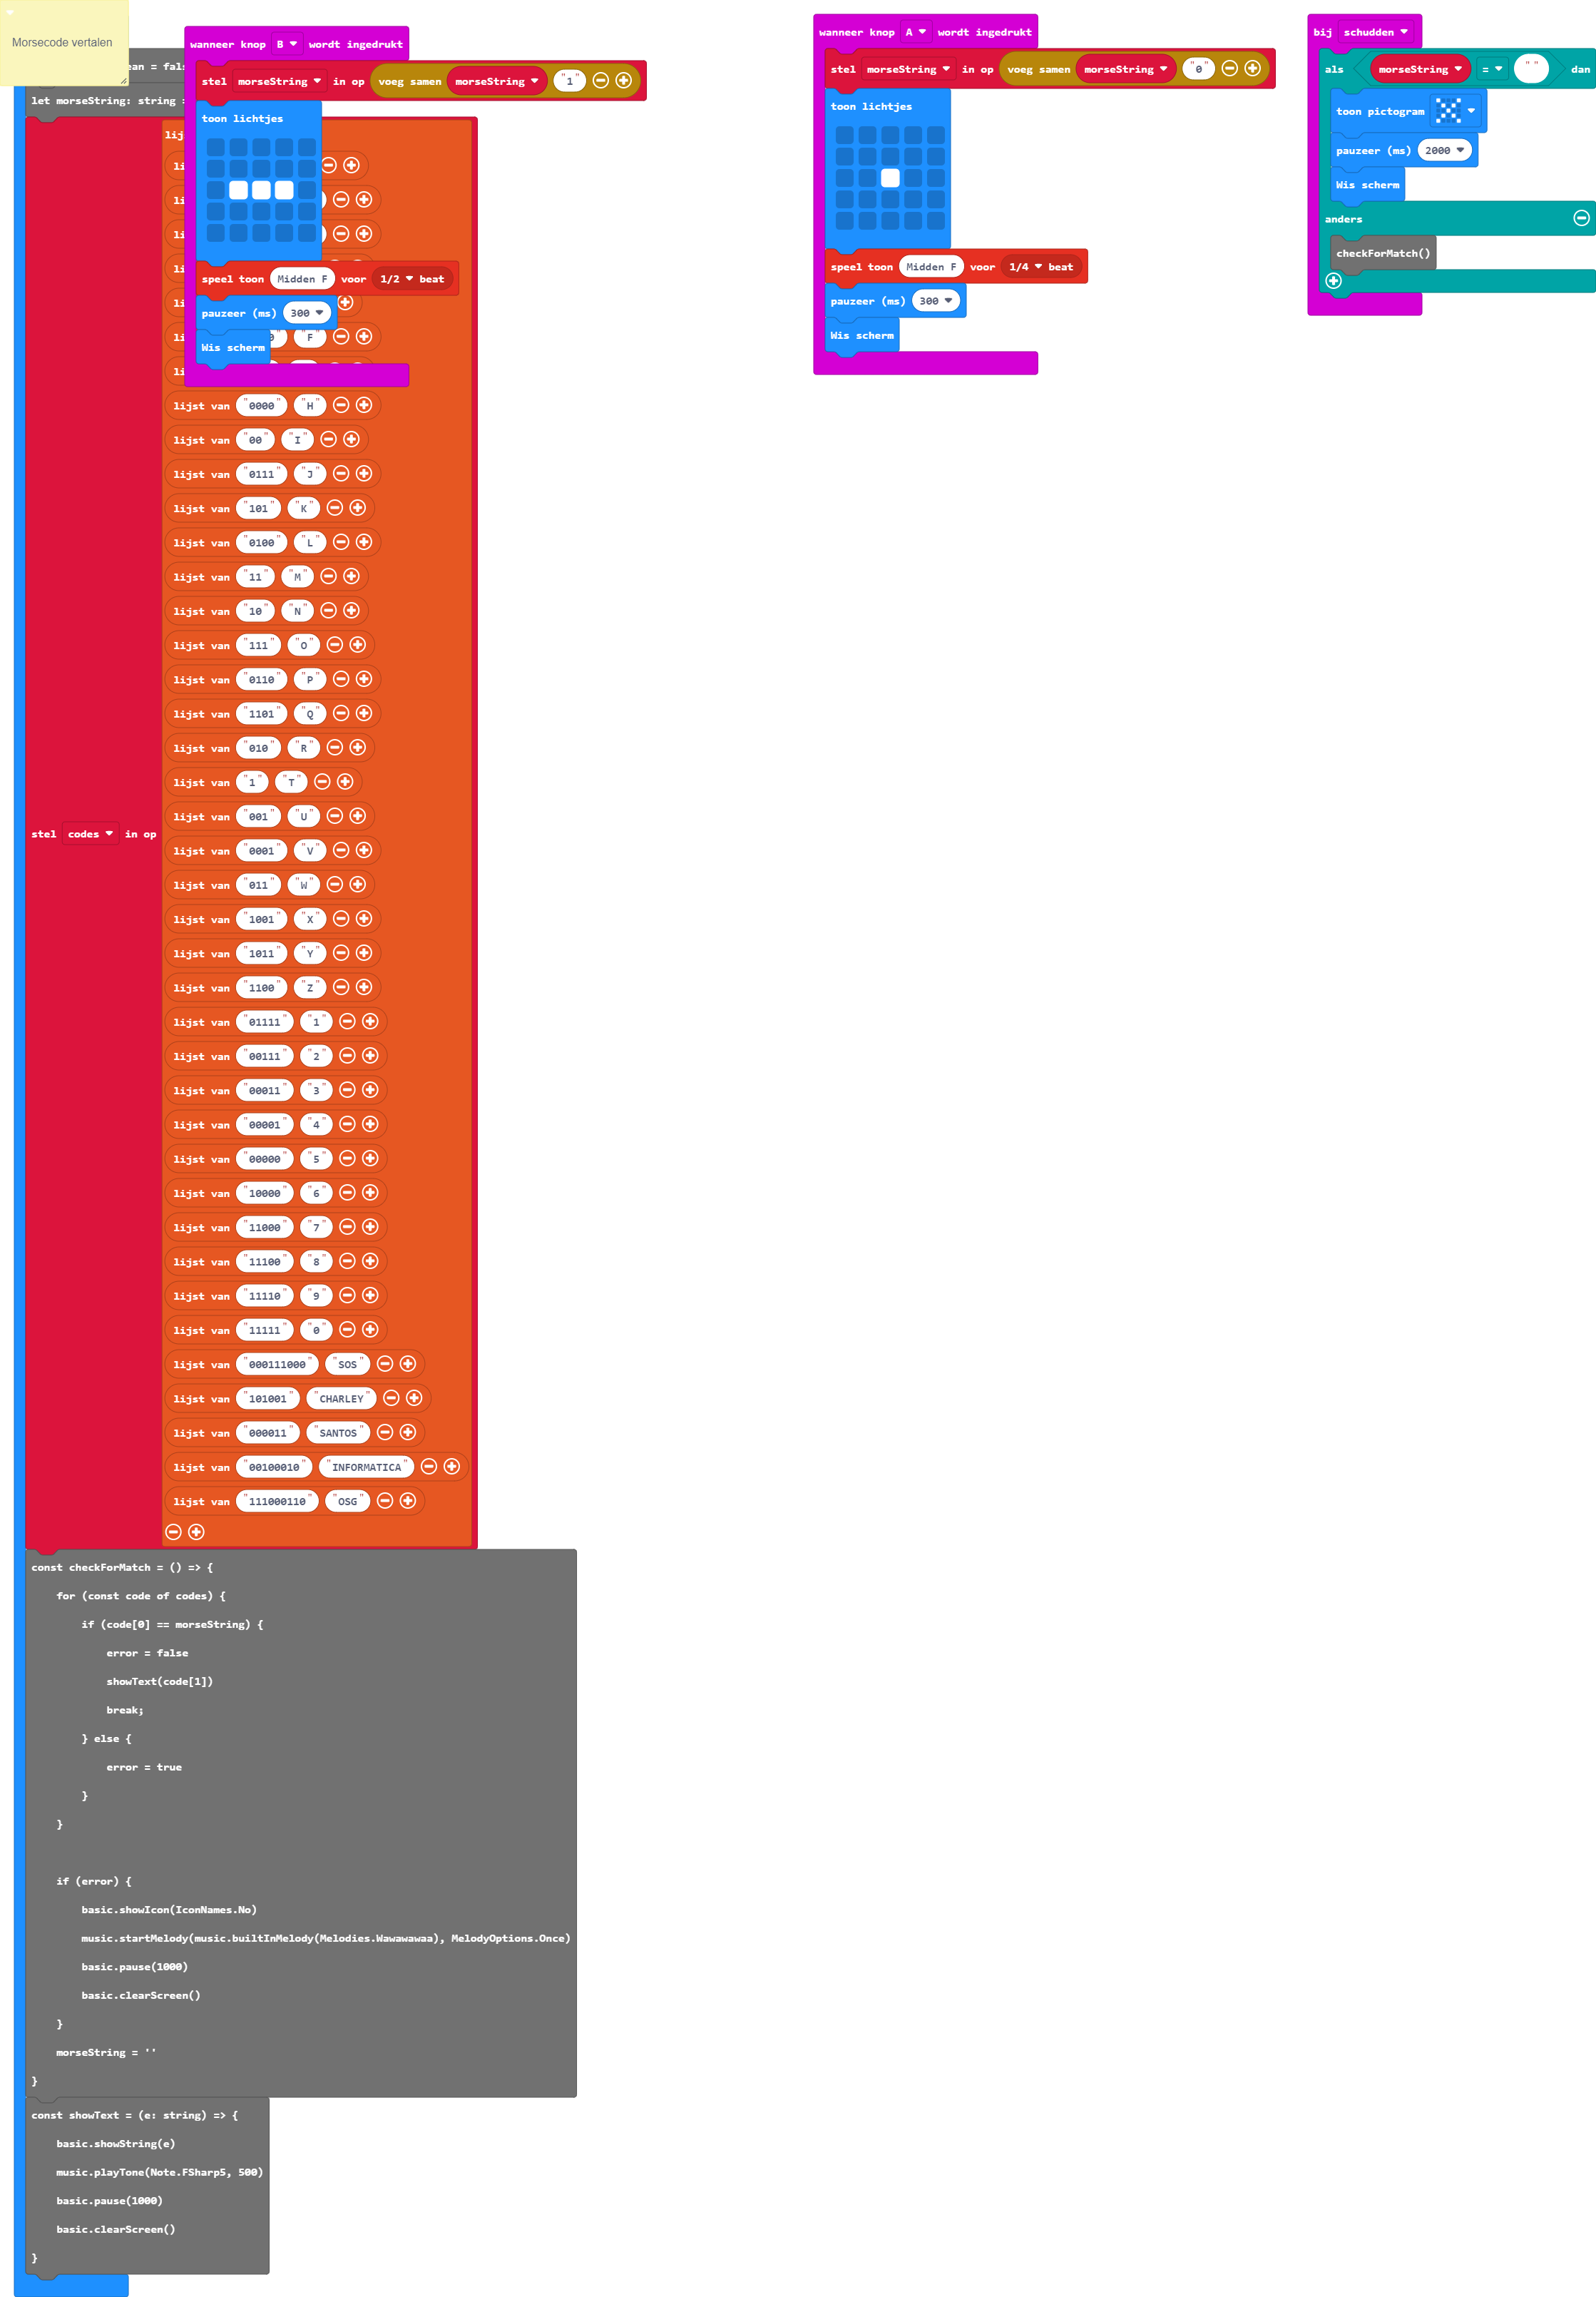 Morsecode vertalen
let morseString: string =
stel codes in op
lijst van "0000" "H"
lijst van "00" "I"
lijst van "0111" "J"
lijst van "101" "K"
lijst van "0100" "L"
lijst van "11" "M"
lijst van "10" "N"
lijst van "111" "O"
lijst van "0110" "P"
lijst van "1101" "Q"
lijst van "010" "R"
lijst van "1" "T"
lijst van "001" "U"
lijst van "0001" "V"
lijst van "011" "W"
lijst van "1001" "X"
lijst van "1011" "Y"
lijst van "1100" "Z"
lijst van "01111" "1"
lijst van "00111" "2"
lijst van "00011" "3"
lijst van "00001" "4"
lijst van "00000" "5"
lijst van "10000" "6"
lijst van "11000" "7"
lijst van "11100" "8"
lijst van "11110" "9"
lijst van "11111" "0"
lijst van "000111000" "SOS"
lijst van "101001" "CHARLEY"
lijst van "000011" "SANTOS"
lijst van "00100010" "INFORMATICA"
lijst van "111000110" "OSG"
const checkForMatch = () => {
for (const code of codes) {
if (code[0] == morseString) {
error = false
showText(code[1])
break;
} else {
error = true
}
}
if (error) {
basic.showIcon(IconNames.No)
music.startMelody(music.builtInMelody(Melodies.Wawawawaa), MelodyOptions.Once)
basic.pause(1000)
basic.clearScreen()
}
morseString = ''
}
const showText = (e: string) => {
basic.showString(e)
music.playTone(Note.FSharp5, 500)
basic.pause(1000)
basic.clearScreen()
}
wanneer knop B wordt ingedrukt
stel morseString in op voeg samen morseString "1"
toon lichtjes
speel toon Midden F voor 1/2 beat
pauzeer (ms) 300
Wis scherm
"F"
wanneer knop A wordt ingedrukt
stel morseString in op voeg samen morseString "0"
toon lichtjes
speel toon Midden F voor 1/4 beat
pauzeer (ms) 300
Wis scherm
bij schudden
als morseString = "" dan
toon pictogram
pauzeer (ms) 2000
Wis scherm
anders
checkForMatch()